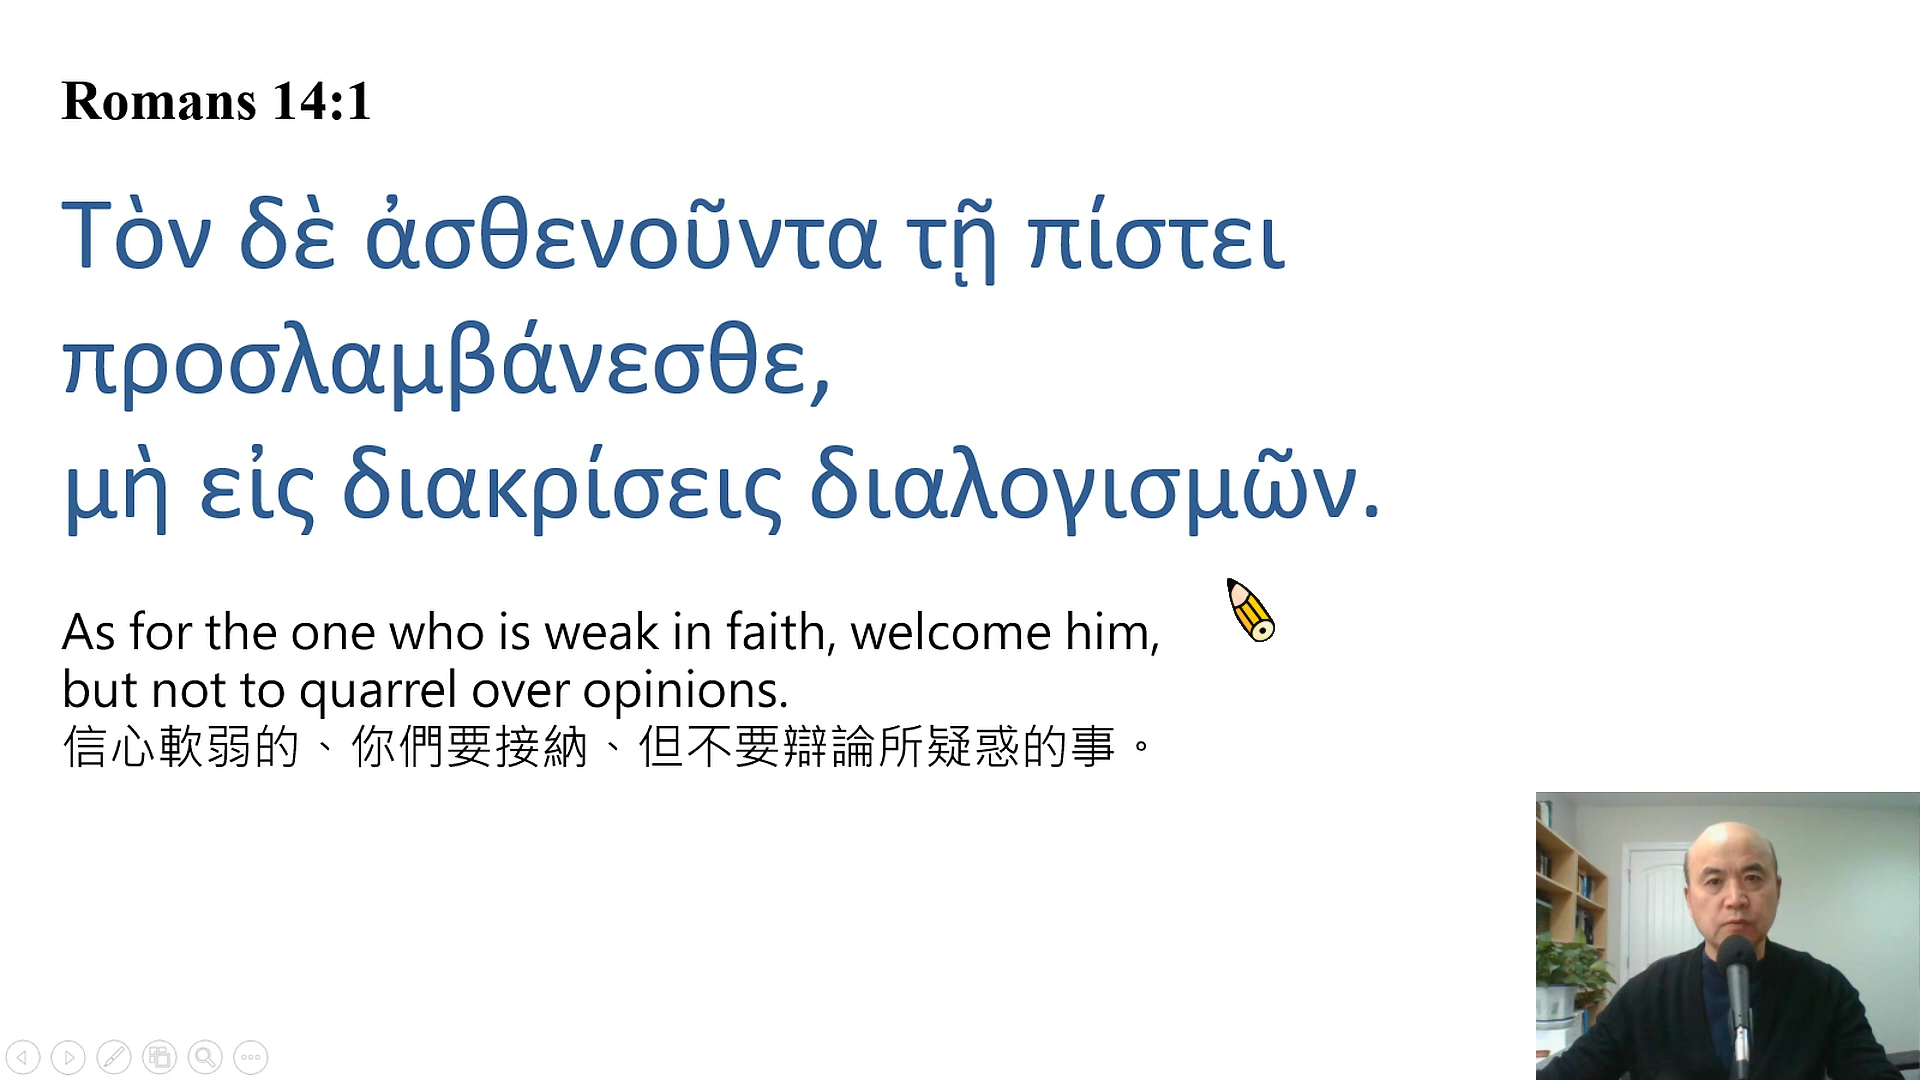 Romans 14:1
Τὸν δὲ ἀσθενοῦντα τῇ πίστει
προσλαμβάνεσθε,
μὴ εἰς διακρίσεις διαλογισμῶν.
As for the one who is weak in faith, welcome him,
but not to quarrel over opinions.
信心軟弱的、你們要接納、但不要辯論所疑惑的事。